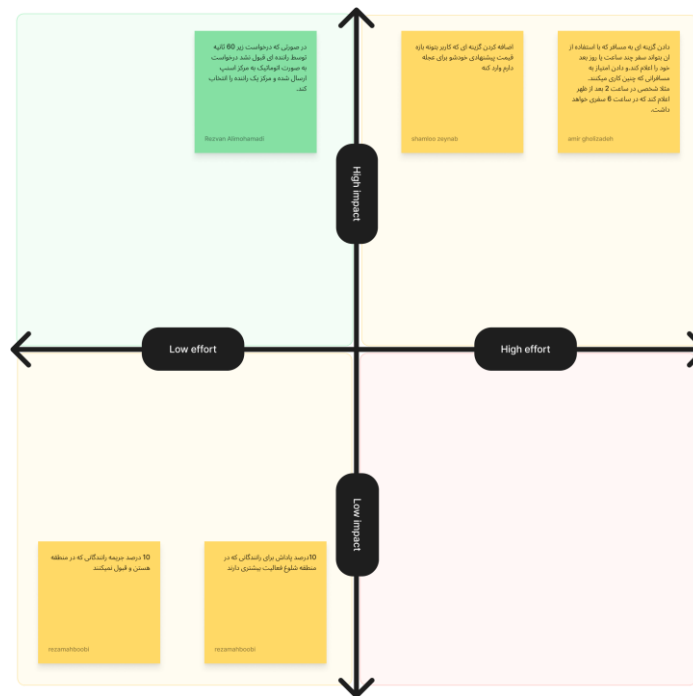 در صورتی که درخواست زیر 60 ثانیه
توسط راننده ای قبول نشد درخواست
به صورت اتوماتیک به مرکز اسنپ
ارسال شده و مرکز یک راننده را انتخاب
کند.
Rezvan Alimohamadi
اضافه کردن گزینه ای که کاربر بتونه بازه
قیمت پیشنهادی خودشو برای عجله
دارم وارد کنه
shamloo zeynab
دادن گزینه ای به مسافر که با استفاده از
ان بتواند سفر چند ساعت یا روز بعد
خود را اعلام کند.و دادن امتیاز به
مسافرانی که چنین کاری میکنند.
مثلا شخصی در ساعت 2 بعد از ظهر
اعلام کند که در ساعت 6 سفری خواهد
داشت.
amir gholizadeh
High impact
Low effort
High effort
Low impact
10 درصد جریمه رانندگانی که در منطقه
هستن و قبول نمیکنند
rezamahboobi
10درصد پاداش برای رانندگانی که در
منطقه شلوغ فعالیت بیشتری دارند
rezamahboobi